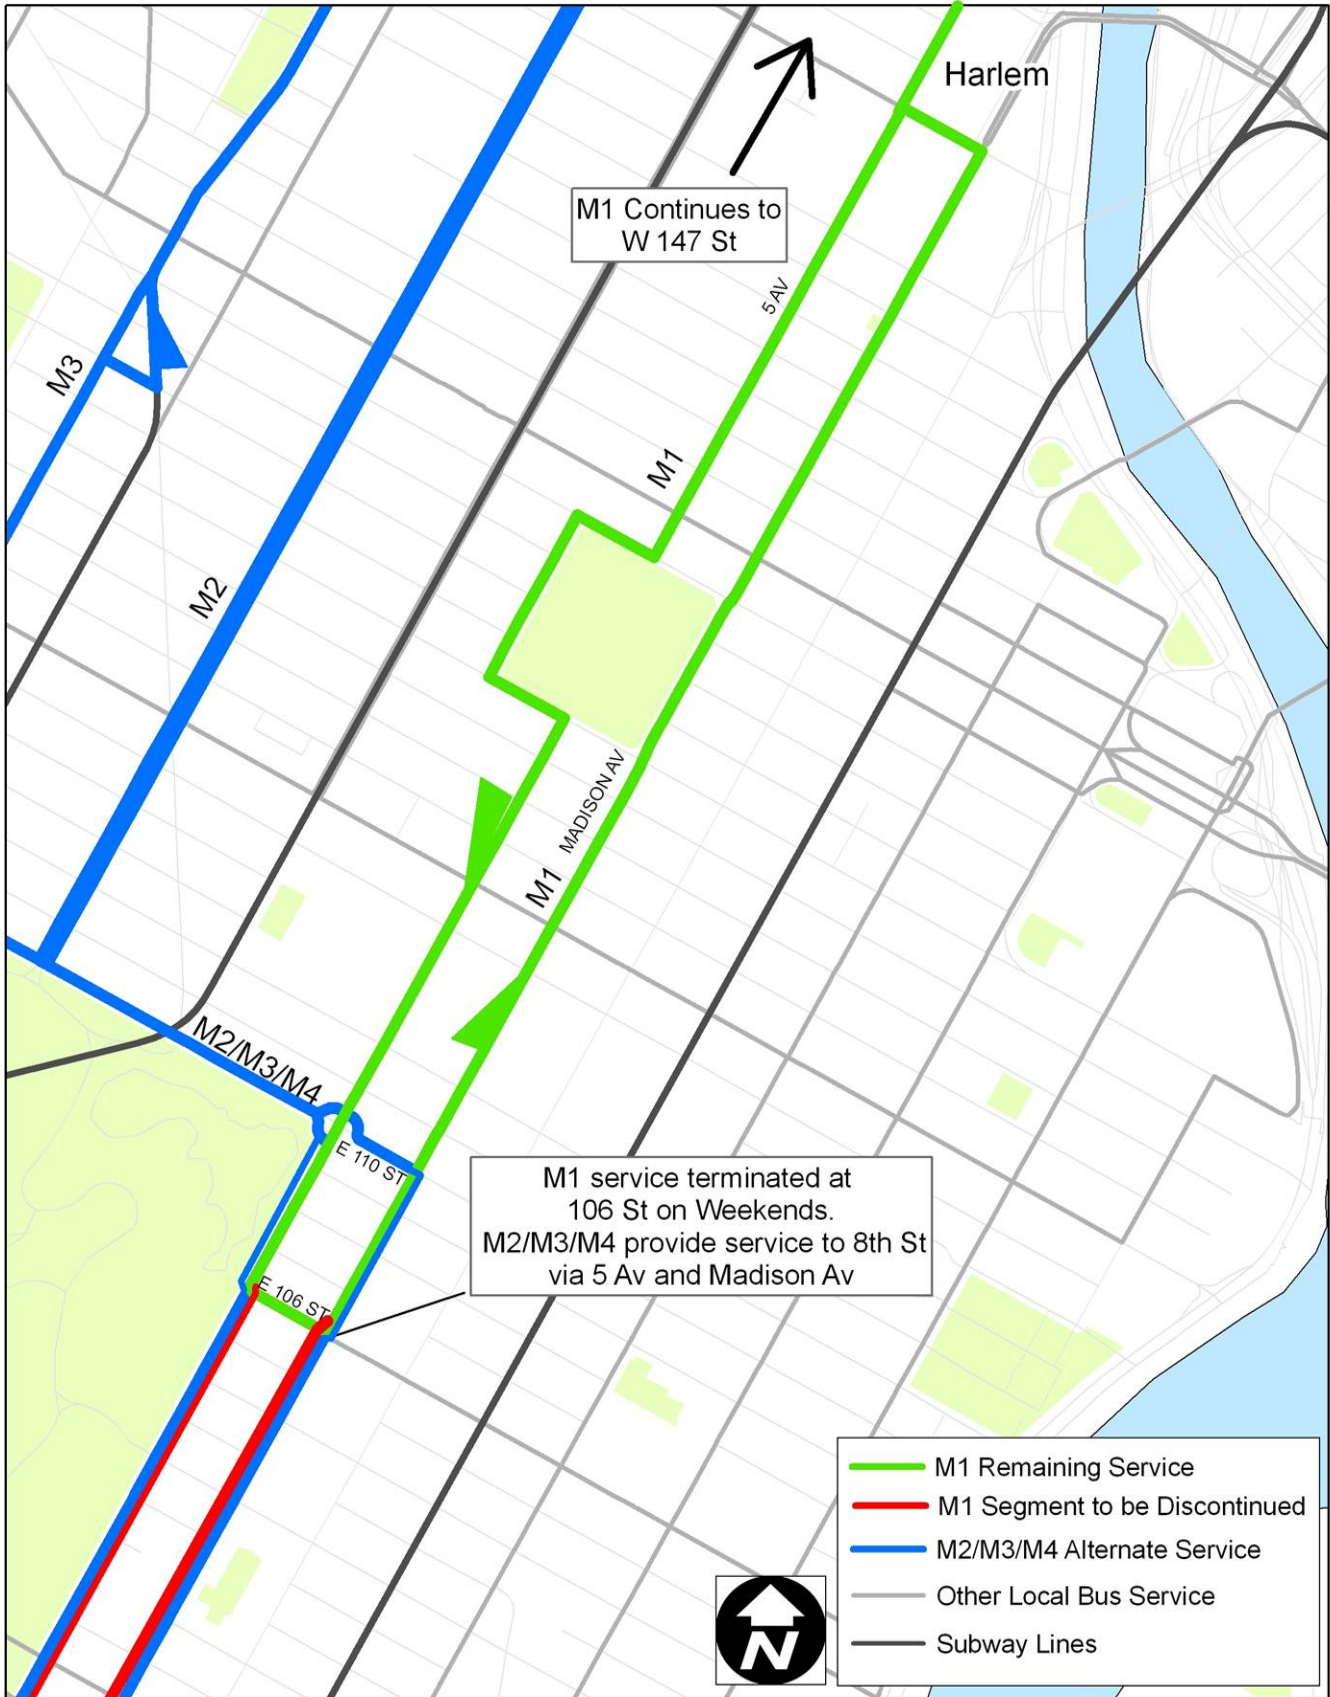 Harlem
M1 Continues to
W 147 St
5 AV
M3
M1
M2
MADISON AV
M1
M2/M3/M4
E 110 ST
M1 service terminated at
106 St on Weekends.
M2/M3/M4 provide service to 8th St
via 5 Av and Madison Av
E 106 ST
M1 Remaining Service
M1 Segment to be Discontinued
M2/M3/M4 Alternate Service
Other Local Bus Service
Subway Lines
N